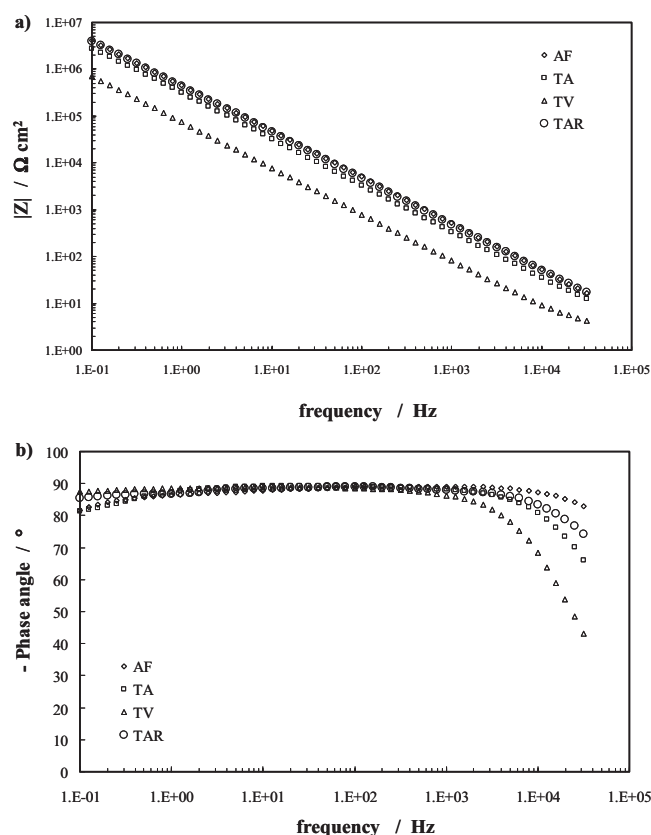 a)
1.E+07
1.E+06
1.E+05
1.E+04
1.E+03
1.E+02
1.E+01
1.E+00
|Z| / Ω cm²
AF
TA
TV
TAR
1.E-01 1.E+00 1.E+01 1.E+02 1.E+03 1.E+04 1.E+05
frequency / Hz
b)
100
90
80
70
60
50
40
30
20
10
0
- Phase angle / °
AF
TA
TV
TAR
1.E-01 1.E+00 1.E+01 1.E+02 1.E+03 1.E+04 1.E+05
frequency / Hz